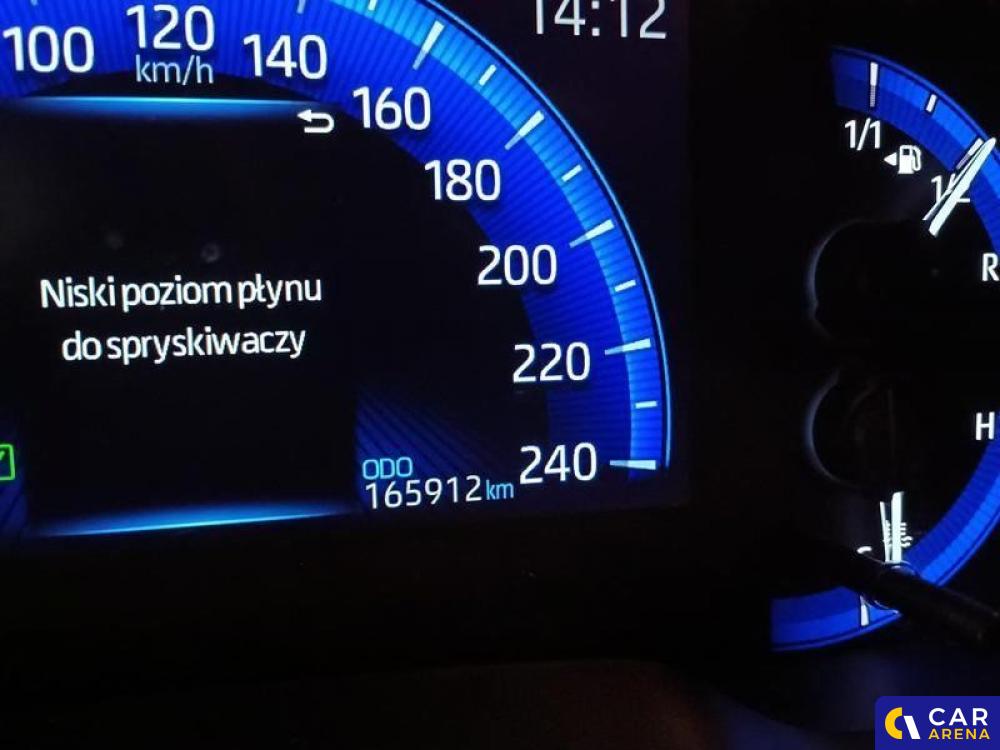 14:12
100
120
140
km/h
160
180
200
220
240
Niski poziom płynu
do spryskiwaczy
ODO
165912 km
1/1
1/2
R
H
CAR
ARENA